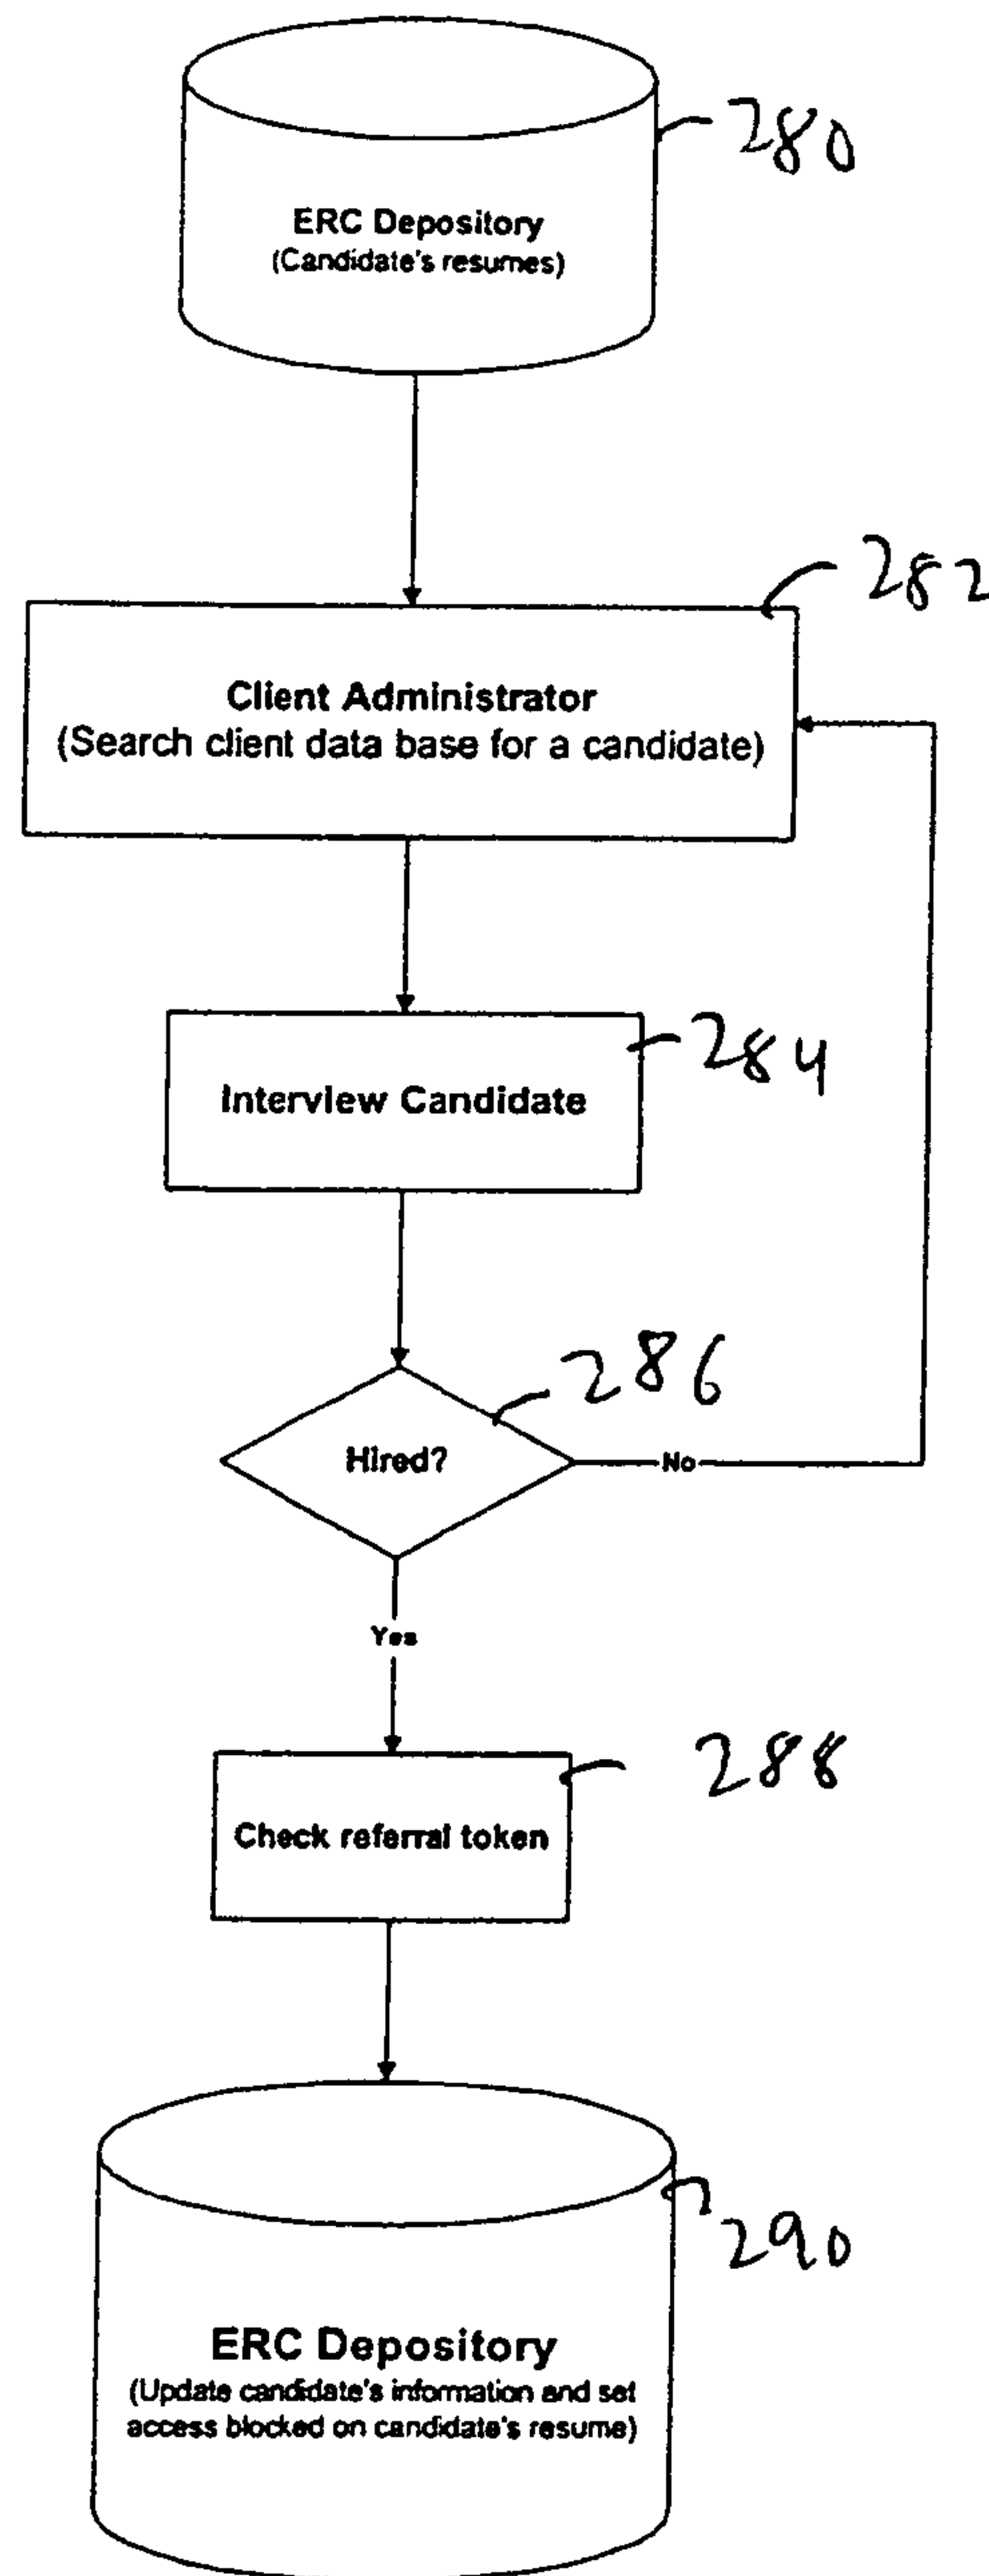 280
ERC Depository
(Candidate's resumes)
282
Client Administrator
(Search client data base for a candidate)
284
Interview Candidate
286
Hired?
No
Yes
288
Check referral token
290
ERC Depository
(Update candidate's information and set
access blocked on candidate's resume)